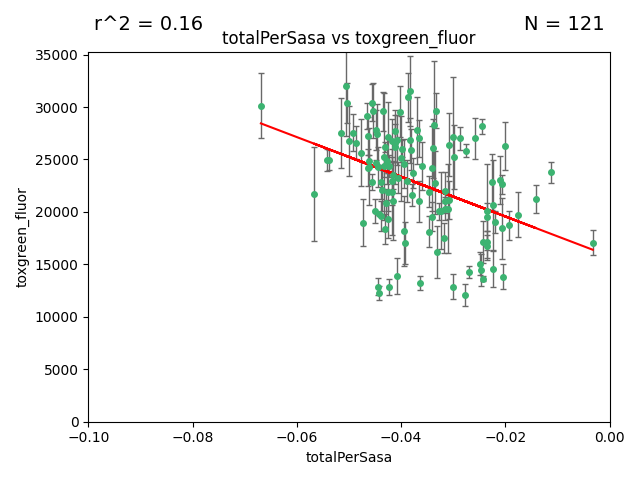 r^2 = 0.16
N = 121
totalPerSasa vs toxgreen_fluor
35000
30000
25000
20000
15000
10000
5000
0
toxgreen_fluor
−0.10
−0.08
−0.06
−0.04
−0.02
0.00
totalPerSasa